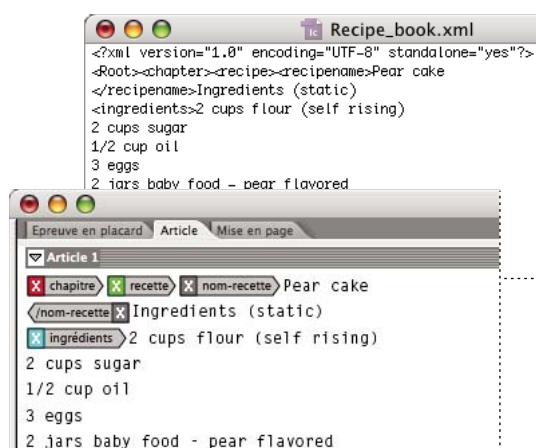 Recipe_book.xml
<?xml version="1.0" encoding="UTF-8" standalone="yes"?>
<Root><chapter><recipe><recipename>Pear cake
</recipename>Ingredients (static)
<ingredients>2 cups flour (self rising)
2 cups sugar
1/2 cup oil
3 eggs
2 jars baby food – pear flavored
Epreuve en placard Article Mise en page
Article 1
chapitre recette nom-recette Pear cake
/nom-recette Ingredients (static)
ingrédients 2 cups flour (self rising)
2 cups sugar
1/2 cup oil
3 eggs
2 jars baby food - pear flavored